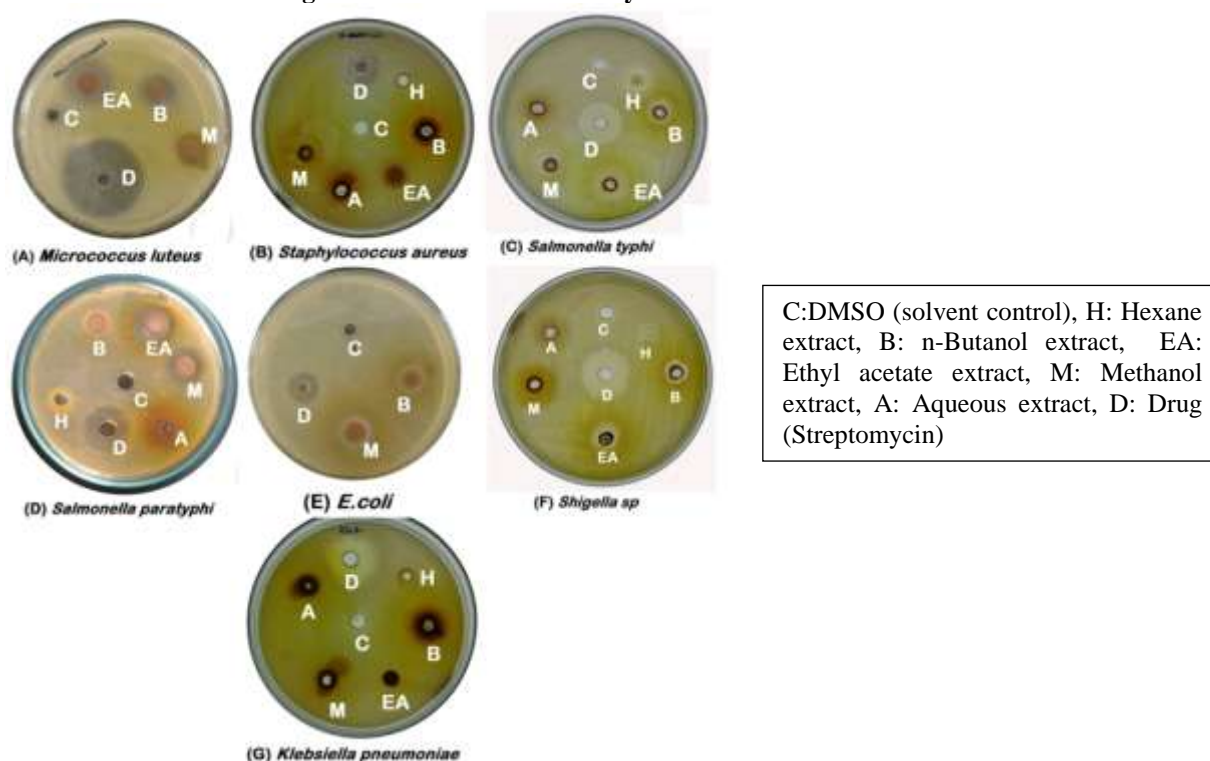 C
EA
B
M
D
(A) Micrococcus luteus
D
H
C
B
M
A
EA
(B) Staphylococcus aureus
C
H
A
B
D
M
EA
(C) Salmonella typhi
B
EA
M
C
H
D
A
(D) Salmonella paratyphi
C
D
B
M
(E) E.coli
C
A
H
D
M
B
EA
(F) Shigella sp
D
H
A
C
B
M
EA
(G) Klebsiella pneumoniae
C:DMSO (solvent control), H: Hexane
extract, B: n-Butanol extract, EA:
Ethyl acetate extract, M: Methanol
extract, A: Aqueous extract, D: Drug
(Streptomycin)